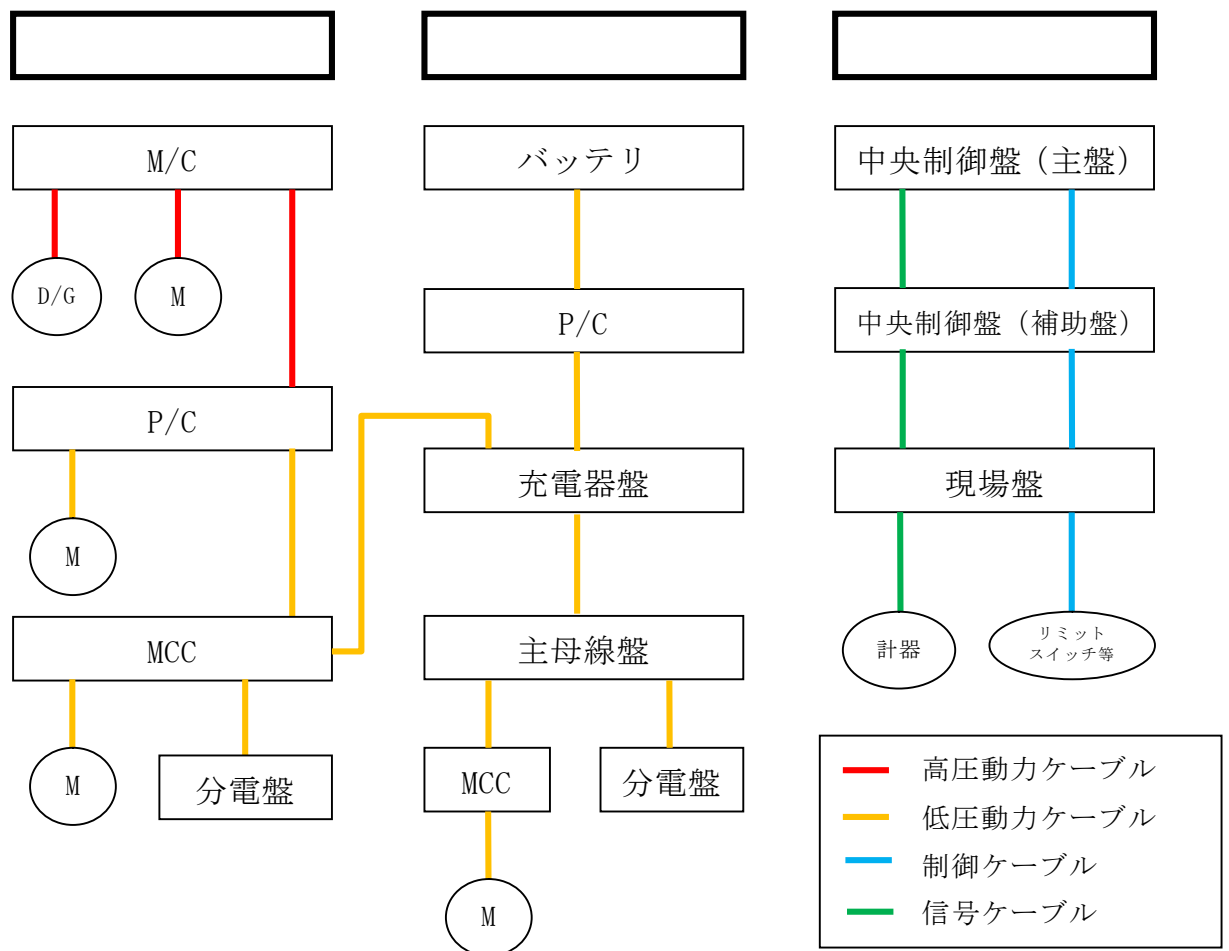 M/C
D/G
M
P/C
M
MCC
M
分電盤
バッテリ
P/C
充電器盤
主母線盤
MCC
分電盤
M
中央制御盤（主盤）
中央制御盤（補助盤）
現場盤
計器
リミット
スイッチ等
高圧動力ケーブル
低圧動力ケーブル
制御ケーブル
信号ケーブル